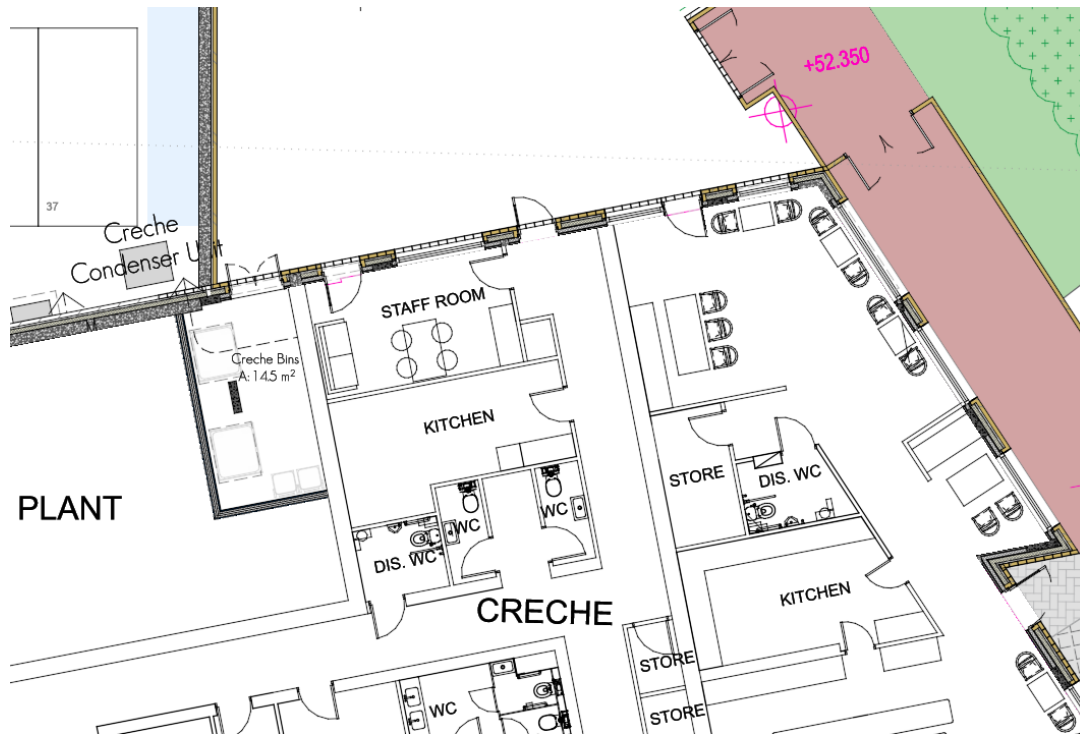 +52.350
37
Creche
Condenser Unit
STAFF ROOM
Creche Bins
A: 14.5 m²
KITCHEN
STORE
DIS. WC
PLANT
WC
WC
DIS. WC
CRECHE
KITCHEN
STORE
WC
STORE